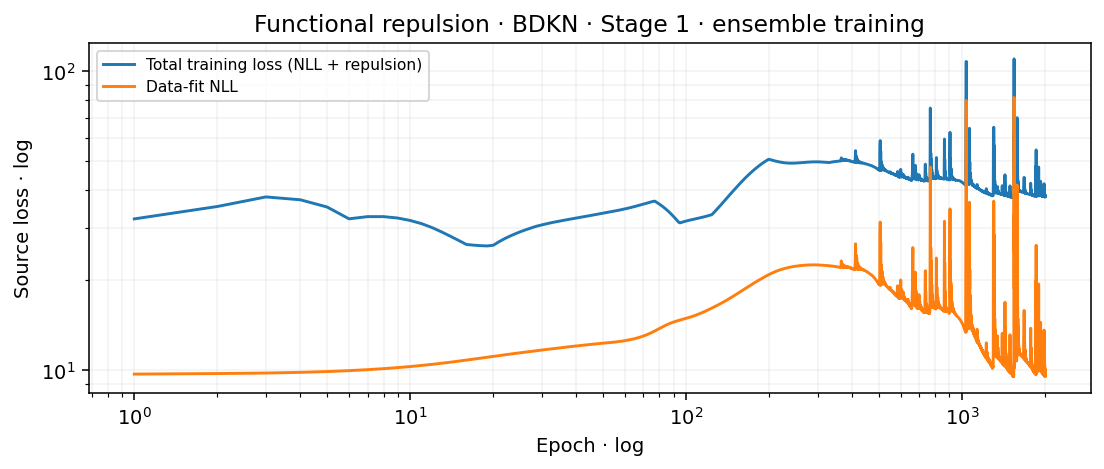 Functional repulsion · BDKN · Stage 1 · ensemble training
Total training loss (NLL + repulsion)
Data-fit NLL
Source loss · log
10²
10¹
10⁰ 10¹ 10² 10³
Epoch · log